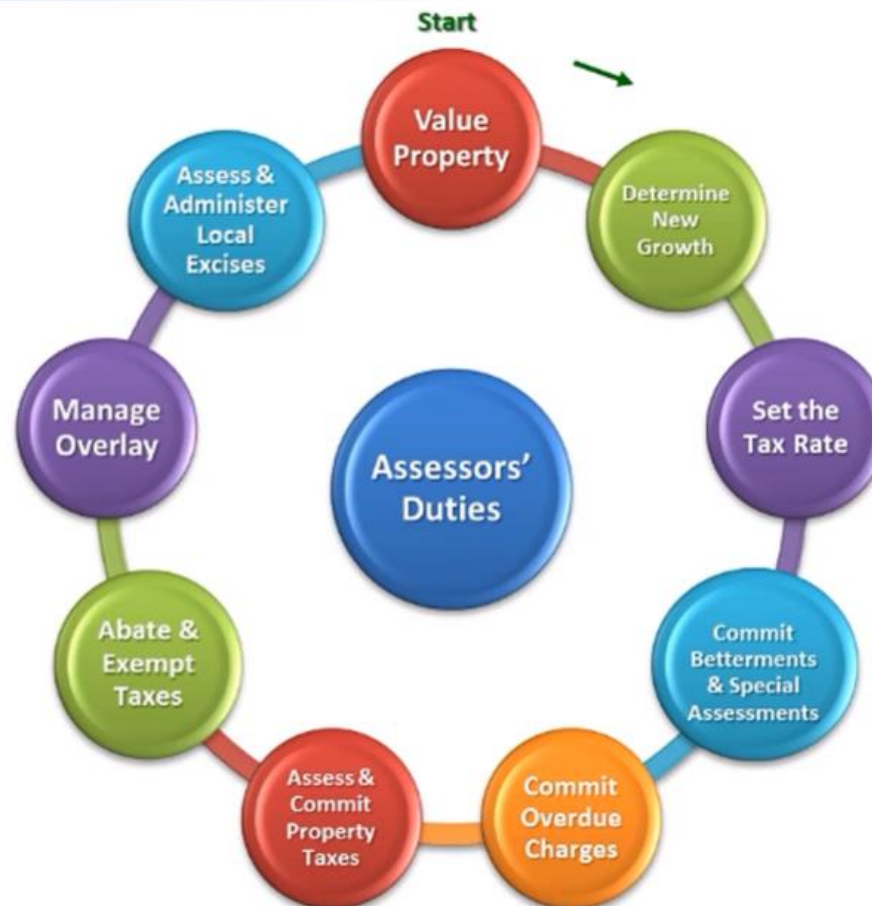 Start
Value
Property
Determine
New
Growth
Set the
Tax Rate
Commit
Betterments
& Special
Assessments
Commit
Overdue
Charges
Assess &
Commit
Property
Taxes
Abate &
Exempt
Taxes
Manage
Overlay
Assess &
Administer
Local
Excises
Assessors’
Duties